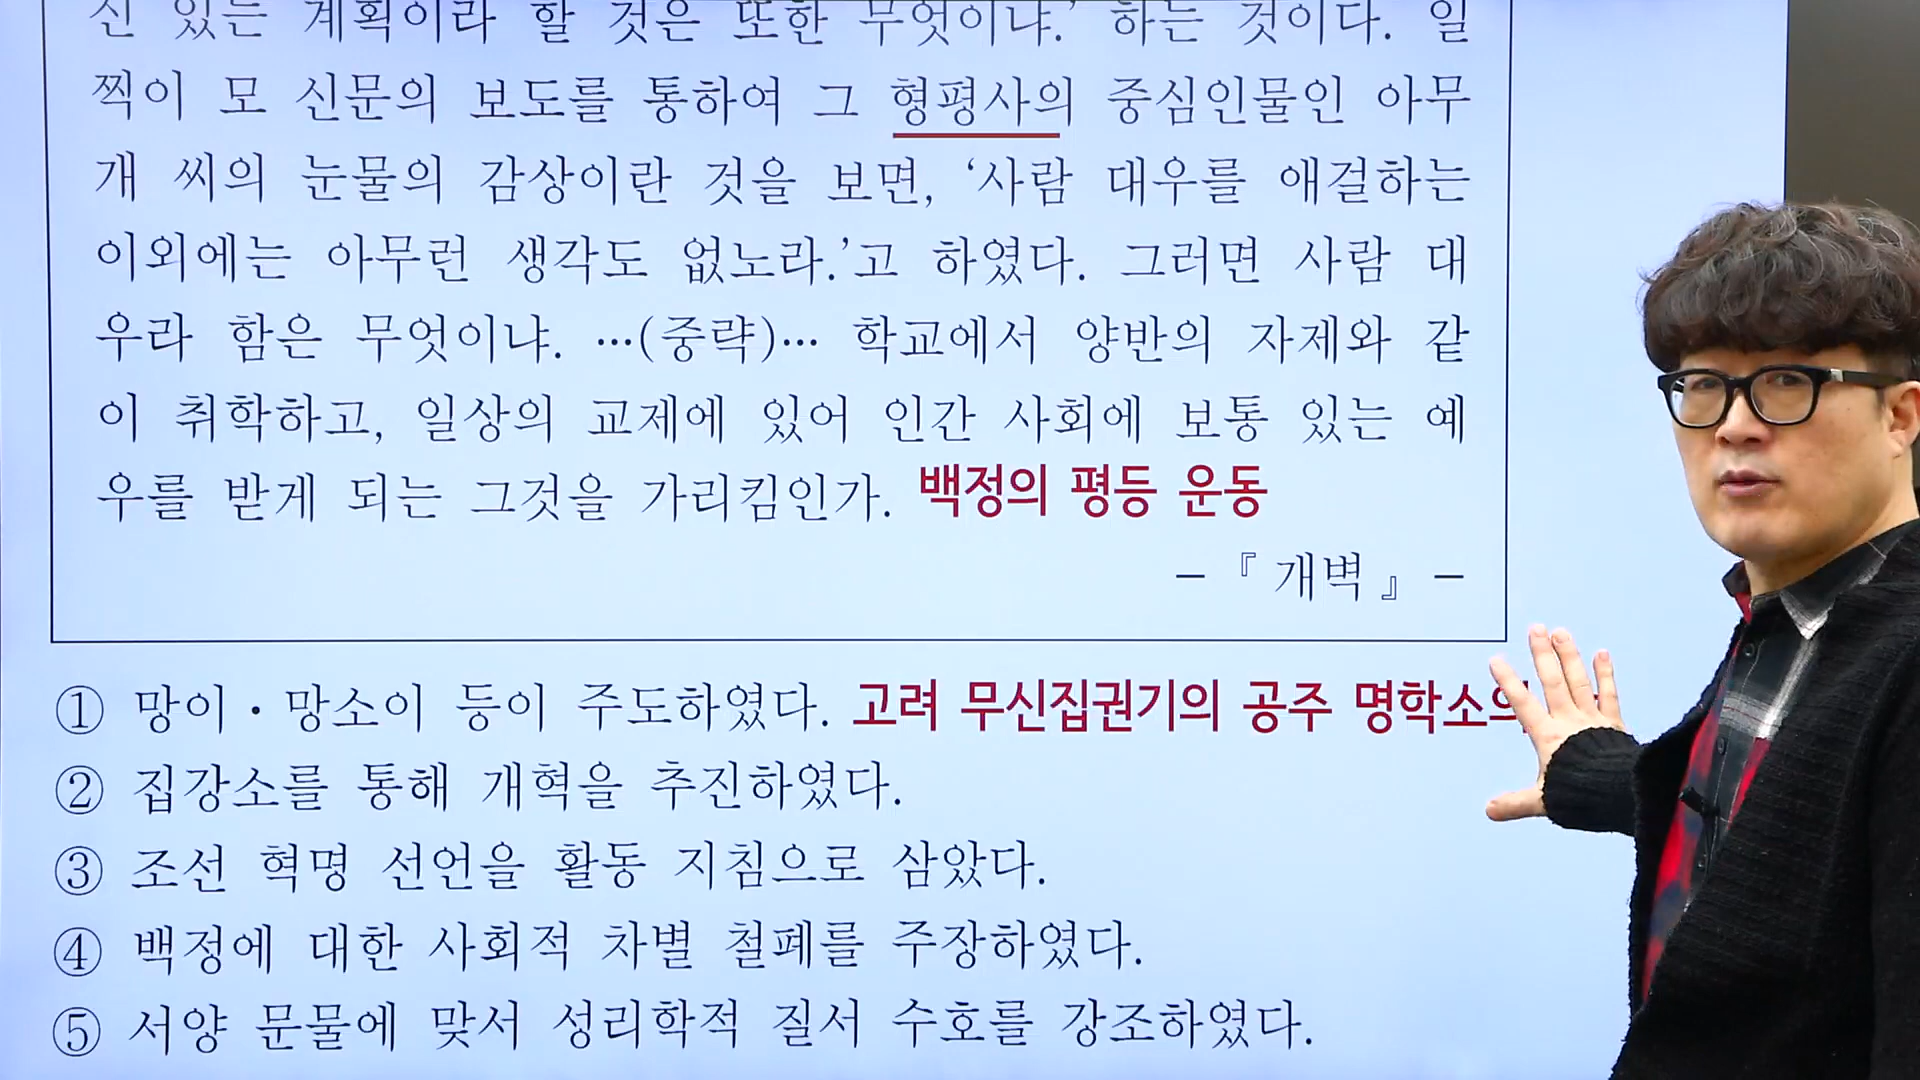 신 있는 계획이라 할 것은 또한 무엇이냐.’ 하는 것이다. 일
찍이 모 신문의 보도를 통하여 그 형평사의 중심인물인 아무
개 씨의 눈물의 감상이란 것을 보면, ‘사람 대우를 애걸하는
이외에는 아무런 생각도 없노라.’고 하였다. 그러면 사람 대
우라 함은 무엇이냐. …(중략)… 학교에서 양반의 자제와 같
이 취학하고, 일상의 교제에 있어 인간 사회에 보통 있는 예
우를 받게 되는 그것을 가리킴인가. 백정의 평등 운동
– 『개벽』 –
① 망이·망소이 등이 주도하였다. 고려 무신집권기의 공주 명학소의
② 집강소를 통해 개혁을 추진하였다.
③ 조선 혁명 선언을 활동 지침으로 삼았다.
④ 백정에 대한 사회적 차별 철폐를 주장하였다.
⑤ 서양 문물에 맞서 성리학적 질서 수호를 강조하였다.